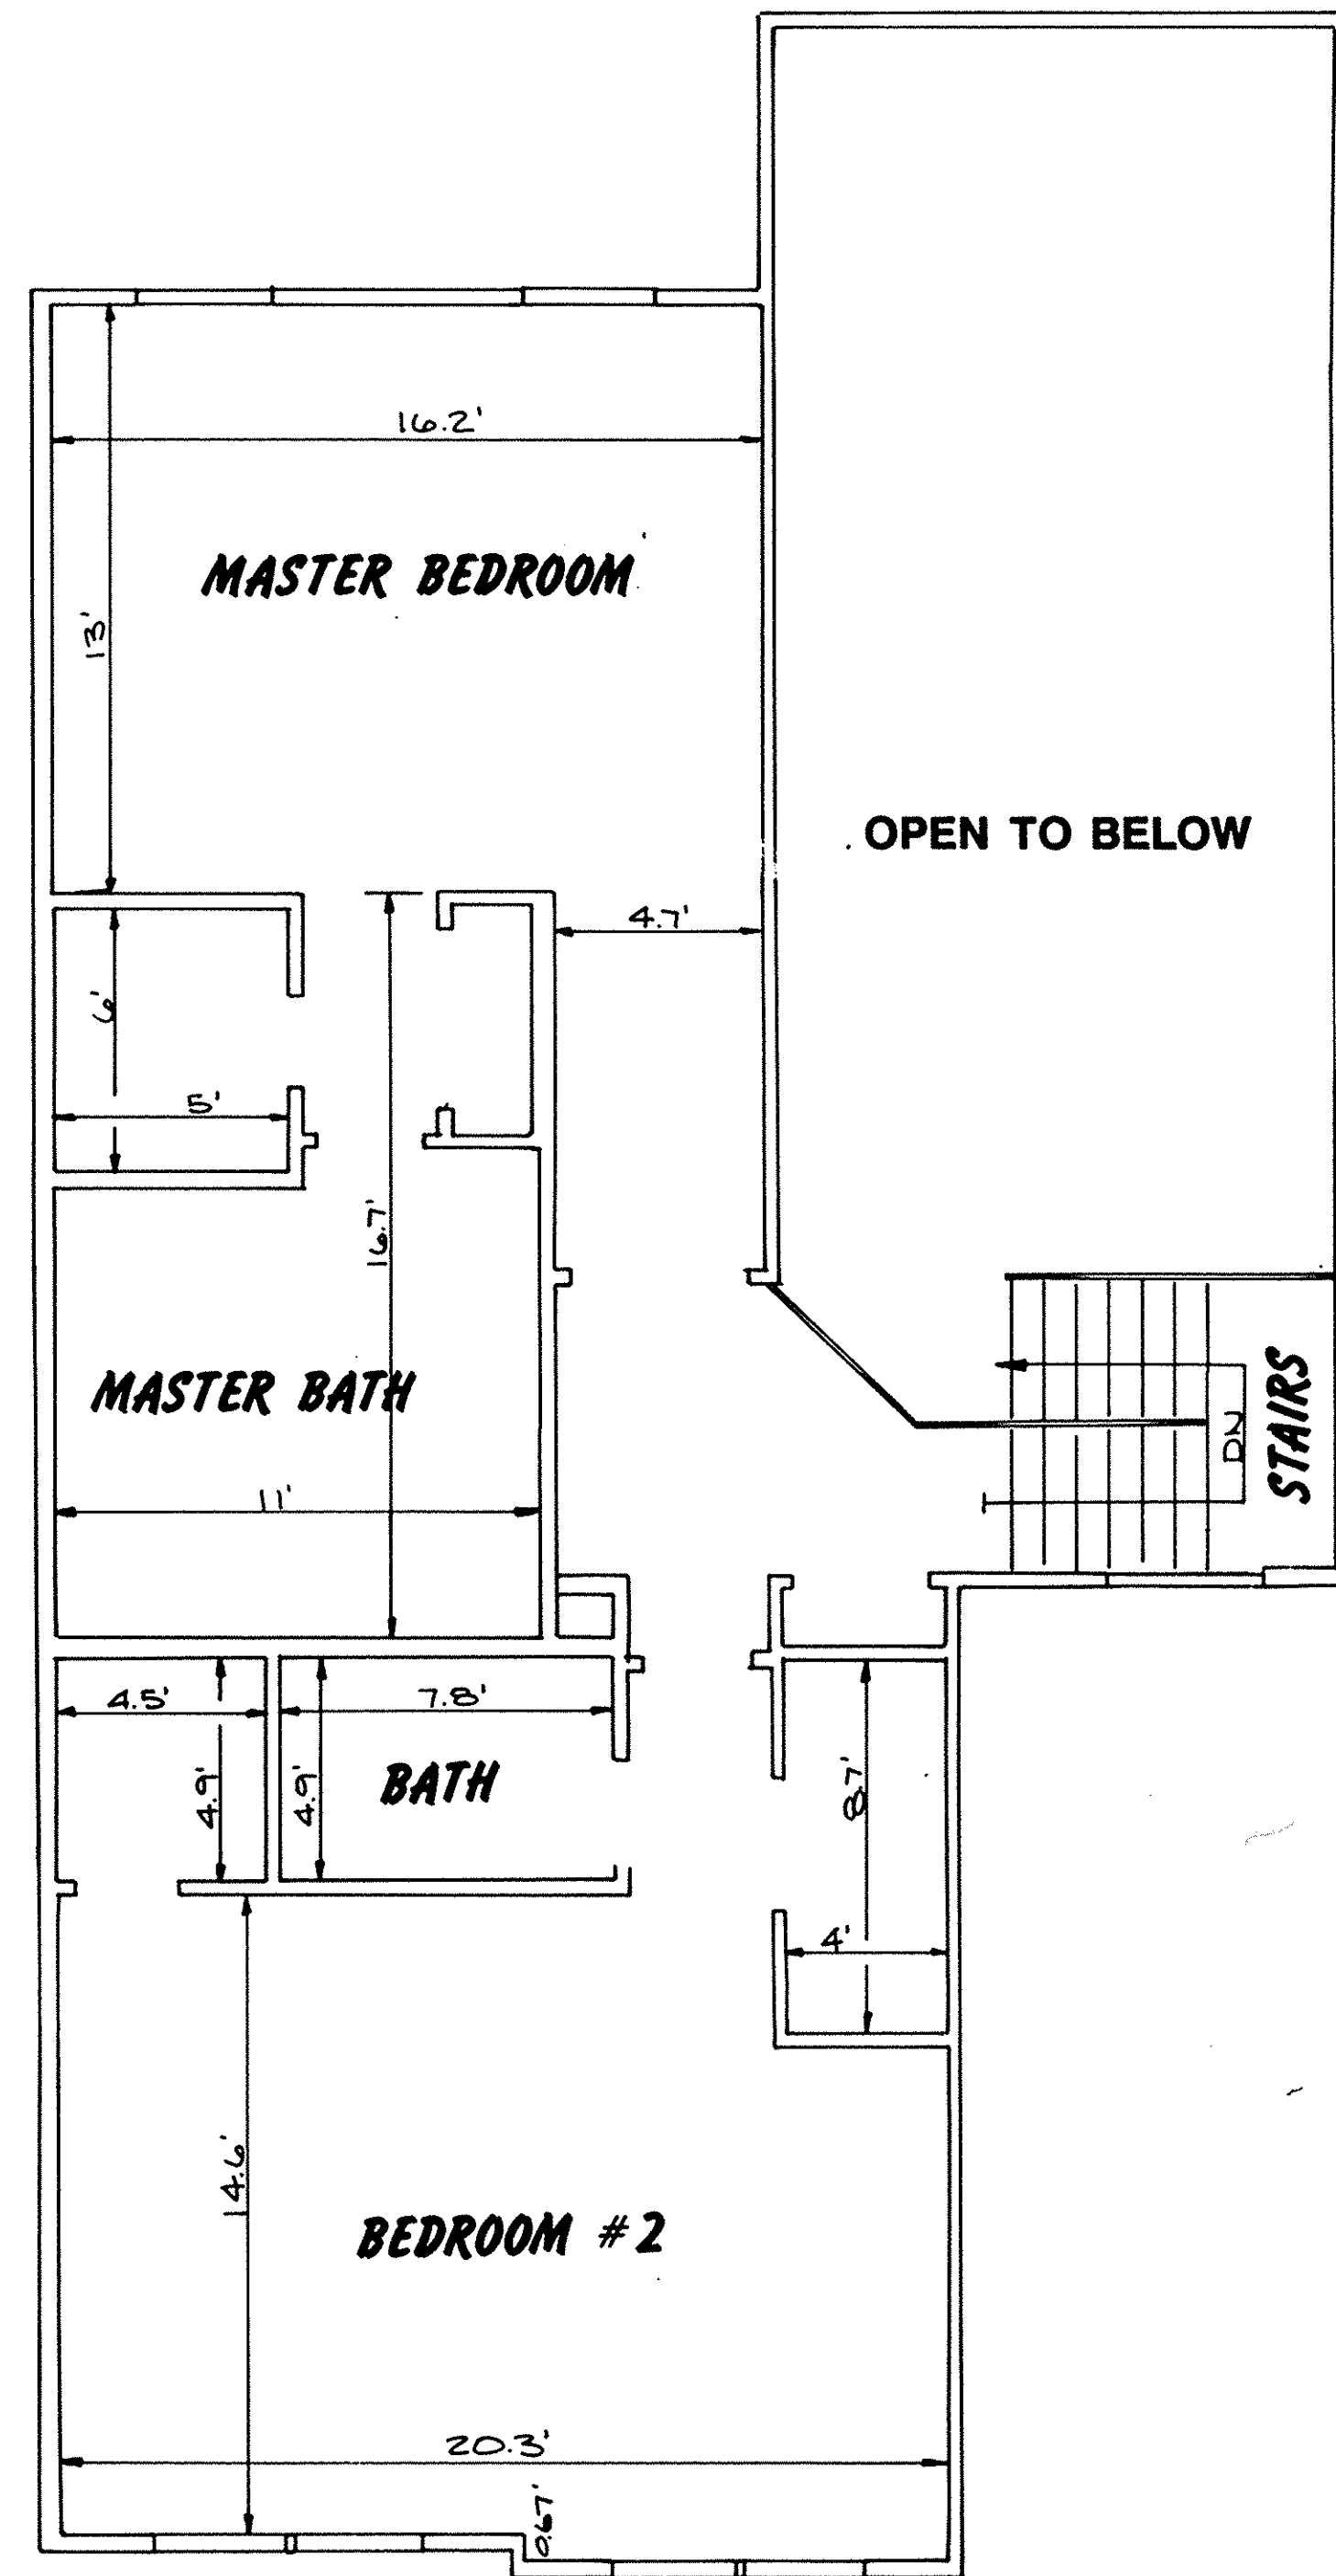 16.2'
MASTER BEDROOM
13'
OPEN TO BELOW
4.7'
6'
5'
16.7'
MASTER BATH
STAIRS
DN
11'
4.5'
7.8'
4.9'
4.9'
BATH
8.7'
4'
14.6'
BEDROOM #2
20.3'
0.67'